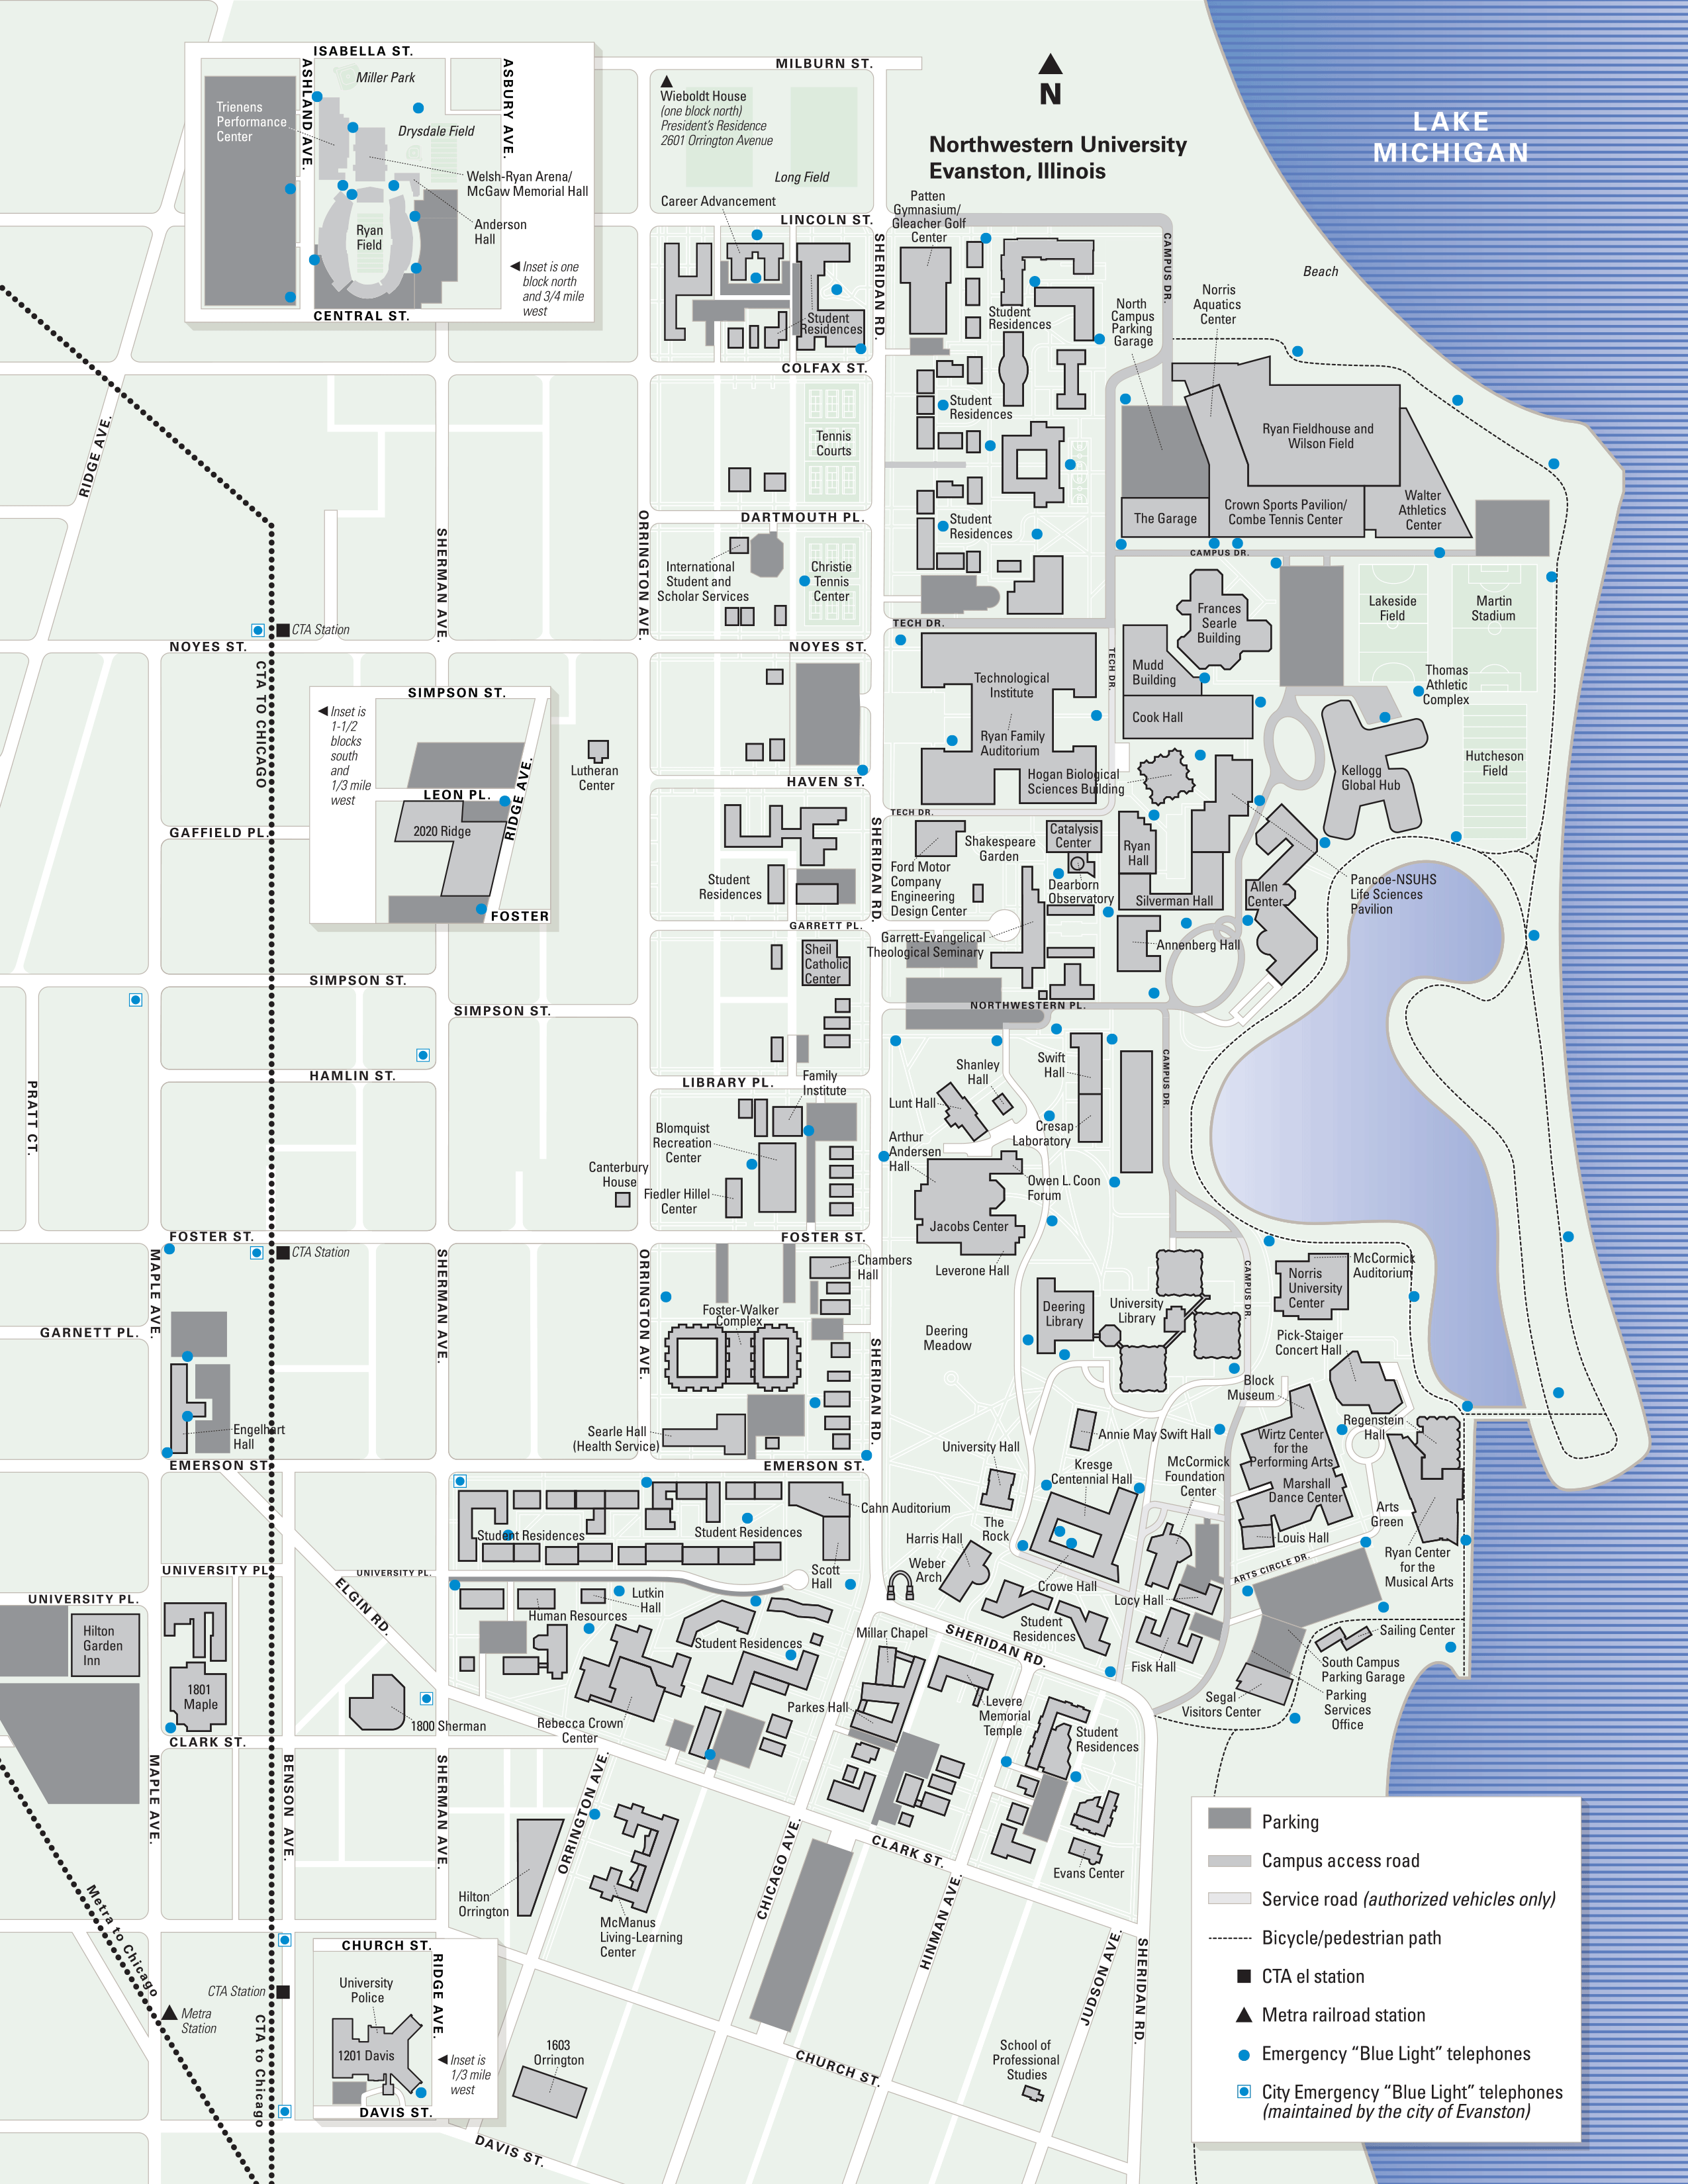 ISABELLA ST.
Miller Park
ASHLAND AVE.
ASBURY AVE.
Trienens
Performance
Center
Drysdale Field
Welsh-Ryan Arena/
McGaw Memorial Hall
Anderson
Hall
Ryan
Field
Inset is one
block north
and 3/4 mile
west
CENTRAL ST.
MILBURN ST.
Wieboldt House
(one block north)
President's Residence
2601 Orrington Avenue
Long Field
Career Advancement
LINCOLN ST.
N
Northwestern University
Evanston, Illinois
LAKE
MICHIGAN
Patten
Gymnasium/
Gleacher Golf
Center
SHERIDAN RD.
CAMPUS DR.
Beach
Student
Residences
Student
Residences
North
Campus
Parking
Garage
Norris
Aquatics
Center
COLFAX ST.
RIDGE AVE.
Student
Residences
Tennis
Courts
Ryan Fieldhouse and
Wilson Field
The Garage
Crown Sports Pavilion/
Combe Tennis Center
Walter
Athletics
Center
DARTMOUTH PL.
SHERMAN AVE.
ORRINGTON AVE.
Student
Residences
CAMPUS DR.
International
Student and
Scholar Services
Christie
Tennis
Center
Frances
Searle
Building
Lakeside
Field
Martin
Stadium
CTA Station
NOYES ST.
NOYES ST.
TECH DR.
TECH DR.
CTA TO CHICAGO
Technological
Institute
Ryan Family
Auditorium
Mudd
Building
Cook Hall
Thomas
Athletic
Complex
SIMPSON ST.
Inset is
1-1/2
blocks
south
and
1/3 mile
west
LEON PL.
RIDGE AVE.
2020 Ridge
FOSTER
Lutheran
Center
HAVEN ST.
Hogan Biological
Sciences Building
Kellogg
Global Hub
Hutcheson
Field
GAFFIELD PL.
TECH DR.
SHERIDAN RD.
Shakespeare
Garden
Catalysis
Center
Ryan
Hall
Ford Motor
Company
Engineering
Design Center
Dearborn
Observatory
Silverman Hall
Allen
Center
Pancoe-NSUHS
Life Sciences
Pavilion
Student
Residences
GARRETT PL.
Garrett-Evangelical
Theological Seminary
Annenberg Hall
Sheil
Catholic
Center
SIMPSON ST.
SIMPSON ST.
NORTHWESTERN PL.
HAMLIN ST.
PRATT CT.
LIBRARY PL.
Family
Institute
Shanley
Hall
Swift
Hall
CAMPUS DR.
Lunt Hall
Cresap
Laboratory
Blomquist
Recreation
Center
Arthur
Andersen
Hall
Canterbury
House
Fiedler Hillel
Center
Owen L. Coon
Forum
Jacobs Center
Leverone Hall
FOSTER ST.
FOSTER ST.
CTA Station
MAPLE AVE.
SHERMAN AVE.
ORRINGTON AVE.
Chambers
Hall
McCormick
Auditorium
Norris
University
Center
CAMPUS DR.
Foster-Walker
Complex
Deering
Library
University
Library
GARNETT PL.
Deering
Meadow
SHERIDAN RD.
Pick-Staiger
Concert Hall
Block
Museum
Engelhart
Hall
Searle Hall
(Health Service)
Annie May Swift Hall
Regenstein
Hall
Wirtz Center
for the
Performing Arts
University Hall
Kresge
Centennial Hall
McCormick
Foundation
Center
EMERSON ST.
EMERSON ST.
Marshall
Dance Center
Cahn Auditorium
Arts
Green
Student Residences
Student Residences
The
Rock
Harris Hall
Louis Hall
Ryan Center
for the
Musical Arts
UNIVERSITY PL.
UNIVERSITY PL.
Scott
Hall
Weber
Arch
Crowe Hall
ARTS CIRCLE DR.
UNIVERSITY PL.
ELGIN RD.
Lutkin
Hall
Human Resources
Locy Hall
Student
Residences
Hilton
Garden
Inn
Student Residences
Millar Chapel
SHERIDAN RD.
Sailing Center
Fisk Hall
South Campus
Parking Garage
1801
Maple
Parkes Hall
Levere
Memorial
Temple
Segal
Visitors Center
Parking
Services
Office
1800 Sherman
Rebecca Crown
Center
Student
Residences
CLARK ST.
MAPLE AVE.
BENSON AVE.
SHERMAN AVE.
ORRINGTON AVE.
CHICAGO AVE.
CLARK ST.
Evans Center
Hilton
Orrington
McManus
Living-Learning
Center
HINMAN AVE.
JUDSON AVE.
SHERIDAN RD.
Metra to Chicago
CHURCH ST.
RIDGE AVE.
CTA Station
University
Police
Metra
Station
CTA to Chicago
1201 Davis
Inset is
1/3 mile
west
DAVIS ST.
1603
Orrington
CHURCH ST.
School of
Professional
Studies
DAVIS ST.
Parking
Campus access road
Service road (authorized vehicles only)
Bicycle/pedestrian path
CTA el station
Metra railroad station
Emergency “Blue Light” telephones
City Emergency “Blue Light” telephones
(maintained by the city of Evanston)